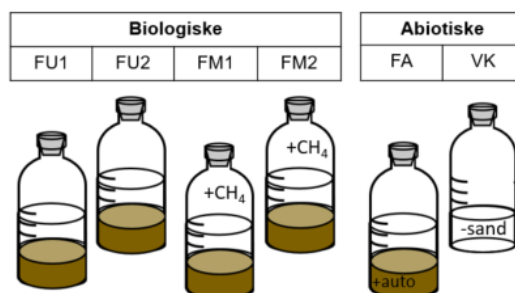 Biologiske Abiotiske
FU1 FU2 FM1 FM2 FA VK
+CH4
+CH4
-sand
+auto